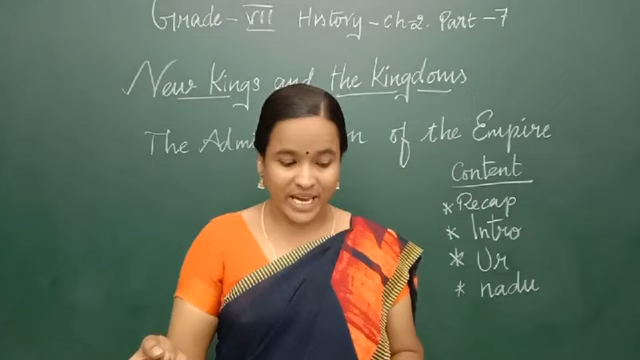 Grade - VII History - Ch-2. Part - 7
New Kings and the Kingdoms
The of the Empire
Content
* Recap
* Intro
* Ur
* nadu